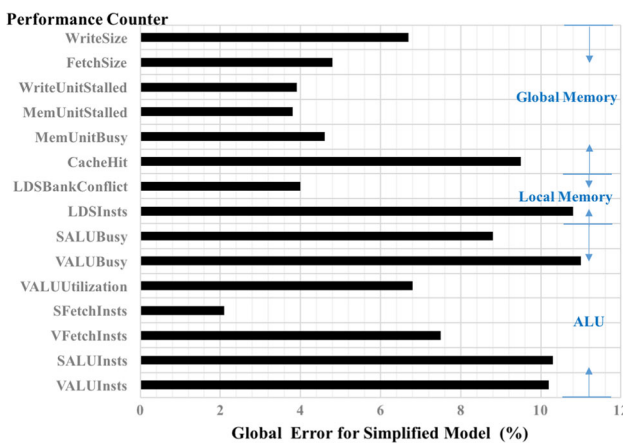 Performance Counter
WriteSize
FetchSize
WriteUnitStalled
MemUnitStalled
Global Memory
MemUnitBusy
CacheHit
LDSBankConflict
Local Memory
LDSInsts
SALUBusy
VALUBusy
VALUUtilization
SFetchInsts
ALU
VFetchInsts
SALUInsts
VALUInsts
0 2 4 6 8 10 12
Global Error for Simplified Model (%)